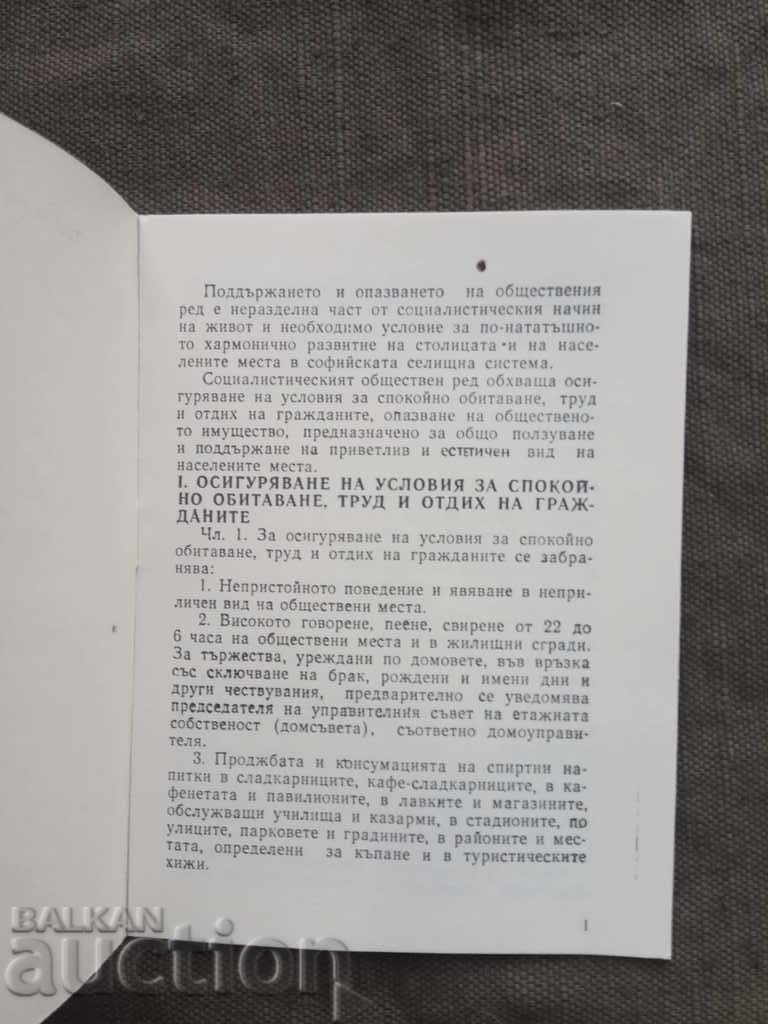 Поддържането и опазването на обществения
ред е неразделна част от социалистическия начин
на живот и необходимо условие за по-нататъшно-
то хармонично развитие на столицата и на насе-
лените места в софийската селищна система.
Социалистическият обществен ред обхваща оси-
гуряване на условия за спокойно обитаване, труд
и отдих на гражданите, опазване на общественo-
то имущество, предназначено за общо ползуване
и поддържане на приветлив и естетичен вид на
населените места.
I. ОСИГУРЯВАНЕ НА УСЛОВИЯ ЗА СПОКОЙ-
НО ОБИТАВАНЕ, ТРУД И ОТДИХ НА ГРАЖ-
ДАНИТЕ
Чл. 1. За осигуряване на условия за спокойно
обитаване, труд и отдих на гражданите се забра-
нява:
1. Непристойното поведение и явяване в непри-
личен вид на обществени места.
2. Високото говорене, пеене, свирене от 22 до
6 часа на обществени места и в жилищни сгради.
За тържества, уреждани по домовете, във връзка
със сключване на брак, рождени и имени дни и
други чествувания, предварително се уведомява
председателя на управителния съвет на етажната
собственост (домсъвета), съответно домоуправи-
теля.
3. Проджбата и консумацията на спиртни на-
питки в сладкарниците, кафе-сладкарниците, в ка-
фенетата и павилионите, в лавките и магазините,
обслужващи училища и казарми, в стадионите, по
улиците, парковете и градините, в районите и мес-
тата, определени за къпане и в туристическите
хижи.
1
BALKAN
auction